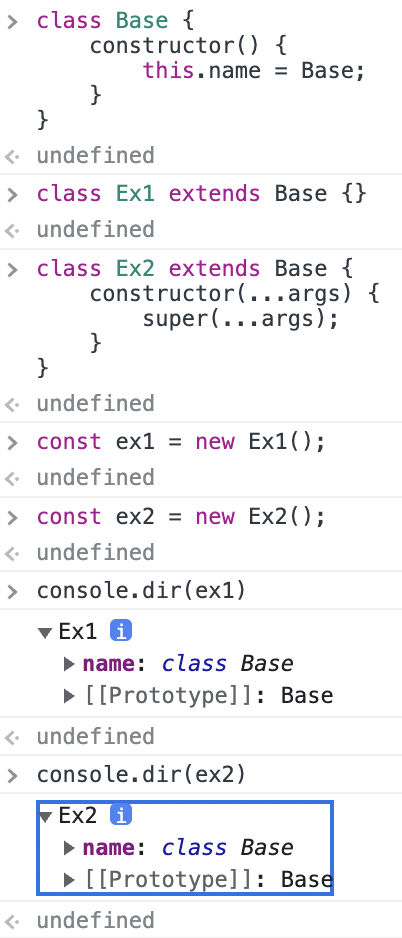 > class Base {
constructor() {
this.name = Base;
}
}
undefined
> class Ex1 extends Base {}
undefined
> class Ex2 extends Base {
constructor(...args) {
super(...args);
}
}
undefined
> const ex1 = new Ex1();
undefined
> const ex2 = new Ex2();
undefined
> console.dir(ex1)
Ex1 i
name: class Base
[[Prototype]]: Base
undefined
> console.dir(ex2)
Ex2 i
name: class Base
[[Prototype]]: Base
undefined